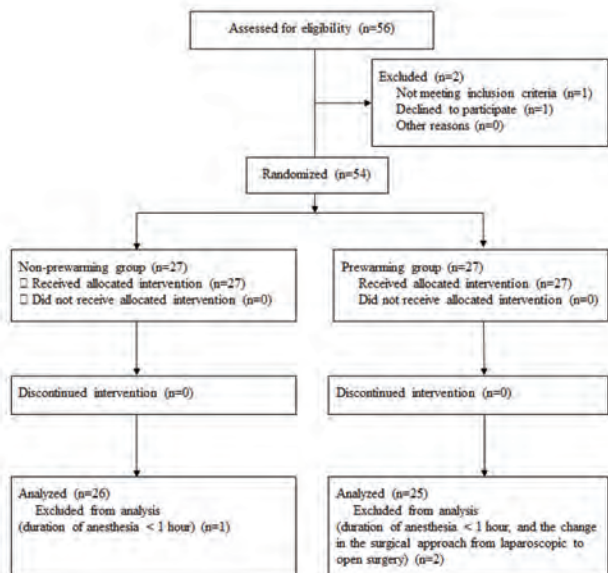 Assessed for eligibility (n=56)
Excluded (n=2)
Not meeting inclusion criteria (n=1)
Declined to participate (n=1)
Other reasons (n=0)
Randomized (n=54)
Non-prewarming group (n=27)
□ Received allocated intervention (n=27)
□ Did not receive allocated intervention (n=0)
Prewarming group (n=27)
Received allocated intervention (n=27)
Did not receive allocated intervention (n=0)
Discontinued intervention (n=0)
Discontinued intervention (n=0)
Analyzed (n=26)
Excluded from analysis
(duration of anesthesia < 1 hour) (n=1)
Analyzed (n=25)
Excluded from analysis
(duration of anesthesia < 1 hour, and the change
in the surgical approach from laparoscopic to
open surgery) (n=2)